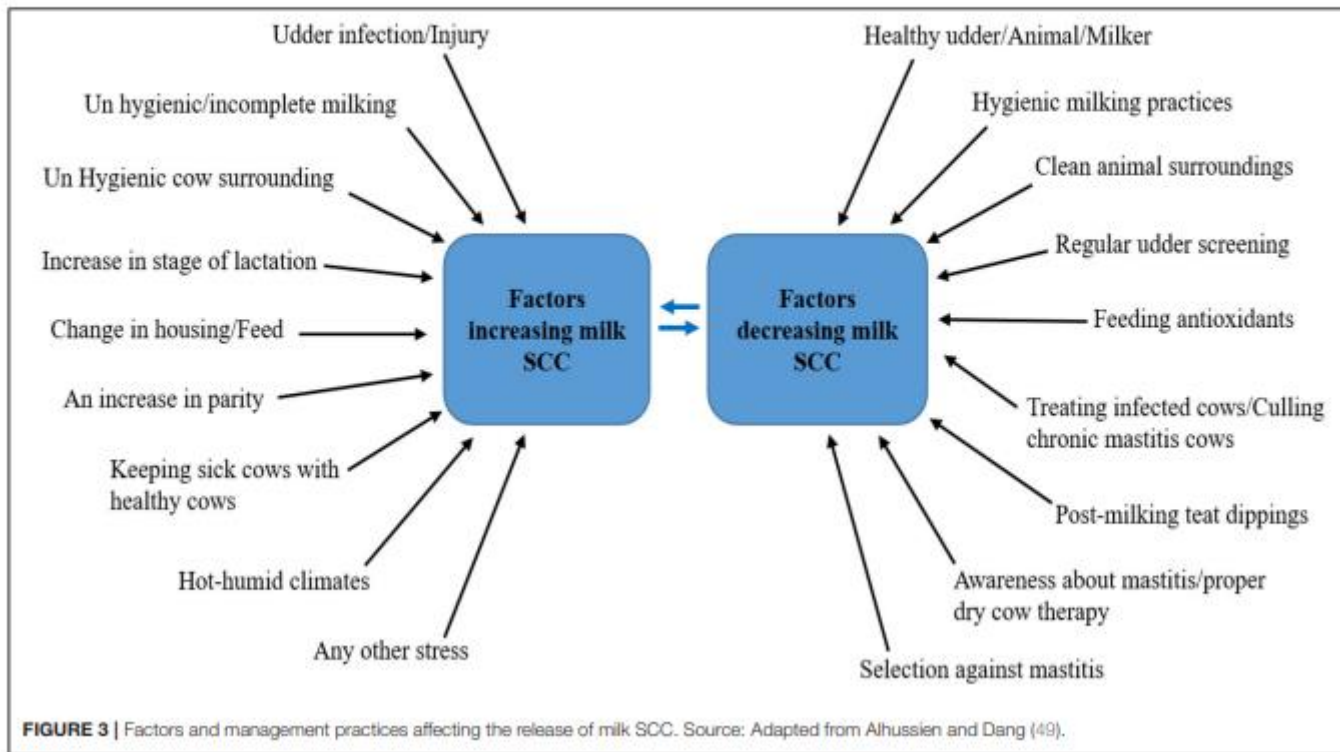 Udder infection/Injury
Un hygienic/incomplete milking
Un Hygienic cow surrounding
Increase in stage of lactation
Change in housing/Feed
An increase in parity
Keeping sick cows with
healthy cows
Hot-humid climates
Any other stress
Factors
increasing milk
SCC
Factors
decreasing milk
SCC
Healthy udder/Animal/Milker
Hygienic milking practices
Clean animal surroundings
Regular udder screening
Feeding antioxidants
Treating infected cows/Culling
chronic mastitis cows
Post-milking teat dippings
Awareness about mastitis/proper
dry cow therapy
Selection against mastitis
FIGURE 3 | Factors and management practices affecting the release of milk SCC. Source: Adapted from Alhussien and Dang (49).